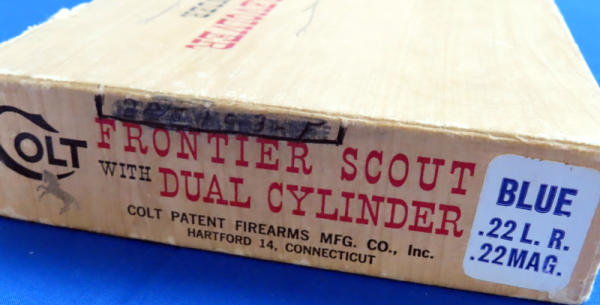 COLT
FRONTIER SCOUT
WITH DUAL CYLINDER
COLT PATENT FIREARMS MFG. CO., Inc.
HARTFORD 14, CONNECTICUT
BLUE
.22 L. R.
.22 MAG.